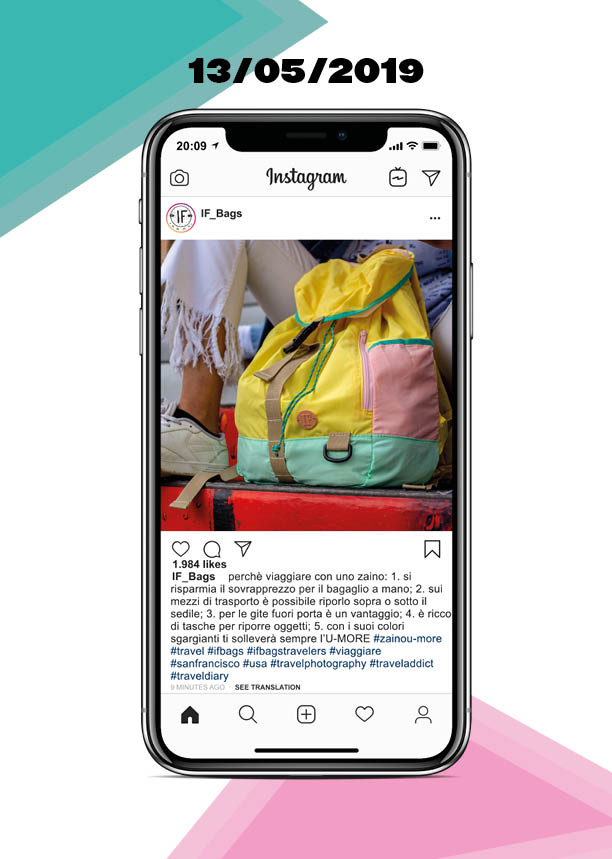 13/05/2019
20:09
Instagram
IF
IF_Bags
1.984 likes
IF_Bags perchè viaggiare con uno zaino: 1. si
risparmia il sovraprezzo per il bagaglio a mano; 2. sui
mezzi di trasporto è possibile riporlo sopra o sotto il
sedile; 3. per le gite fuori porta è un vantaggio; 4. è ricco
di tasche per riporre oggetti; 5. con i suoi colori
sgargianti ti solleverà sempre l'U-MORE #zainou-more
#travel #ifbags #ifbagstravelers #viaggiare
#sanfrancisco #usa #travelphotography #traveladdict
#traveldiary
9 MINUTES AGO · SEE TRANSLATION